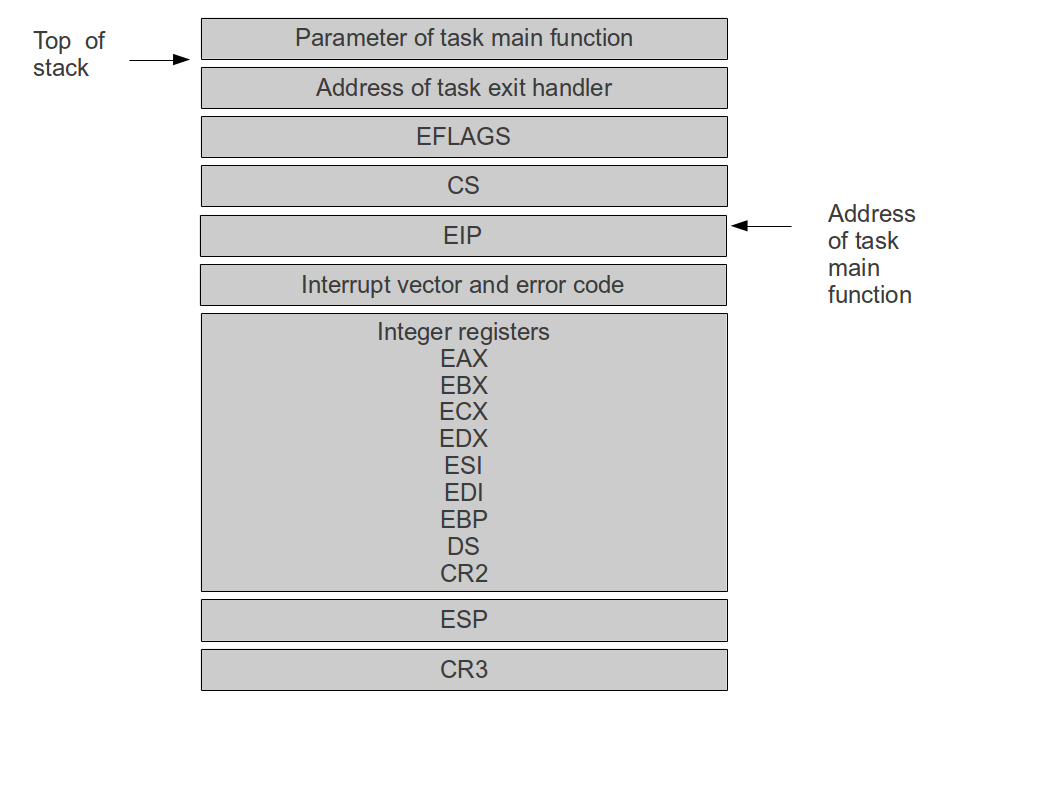 Top of
stack
Parameter of task main function
Address of task exit handler
EFLAGS
CS
EIP
Address
of task
main
function
Interrupt vector and error code
Integer registers
EAX
EBX
ECX
EDX
ESI
EDI
EBP
DS
CR2
ESP
CR3